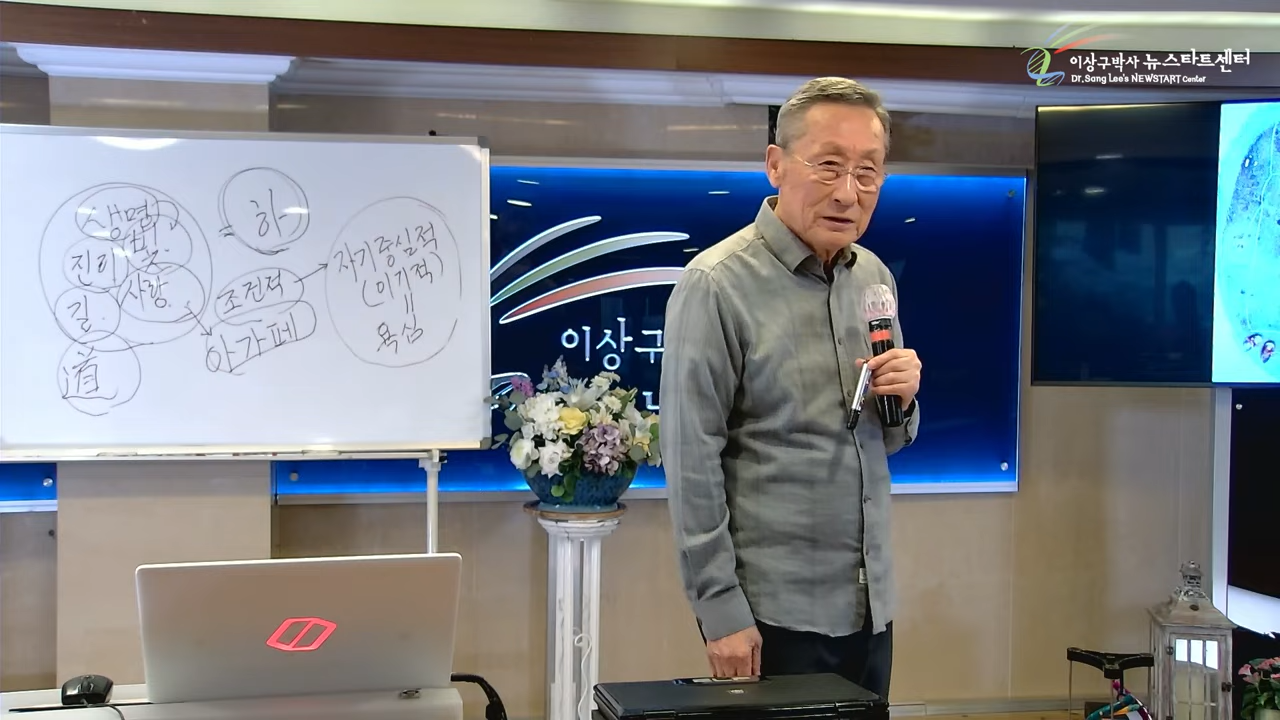 이상구박사 뉴스타트센터
Dr. Sang Lee's NEWSTART Center
생명
빛
진리
길
사랑
道
하
조건적
아가페
자기중심적
(이기적)
||
욕심
이상구